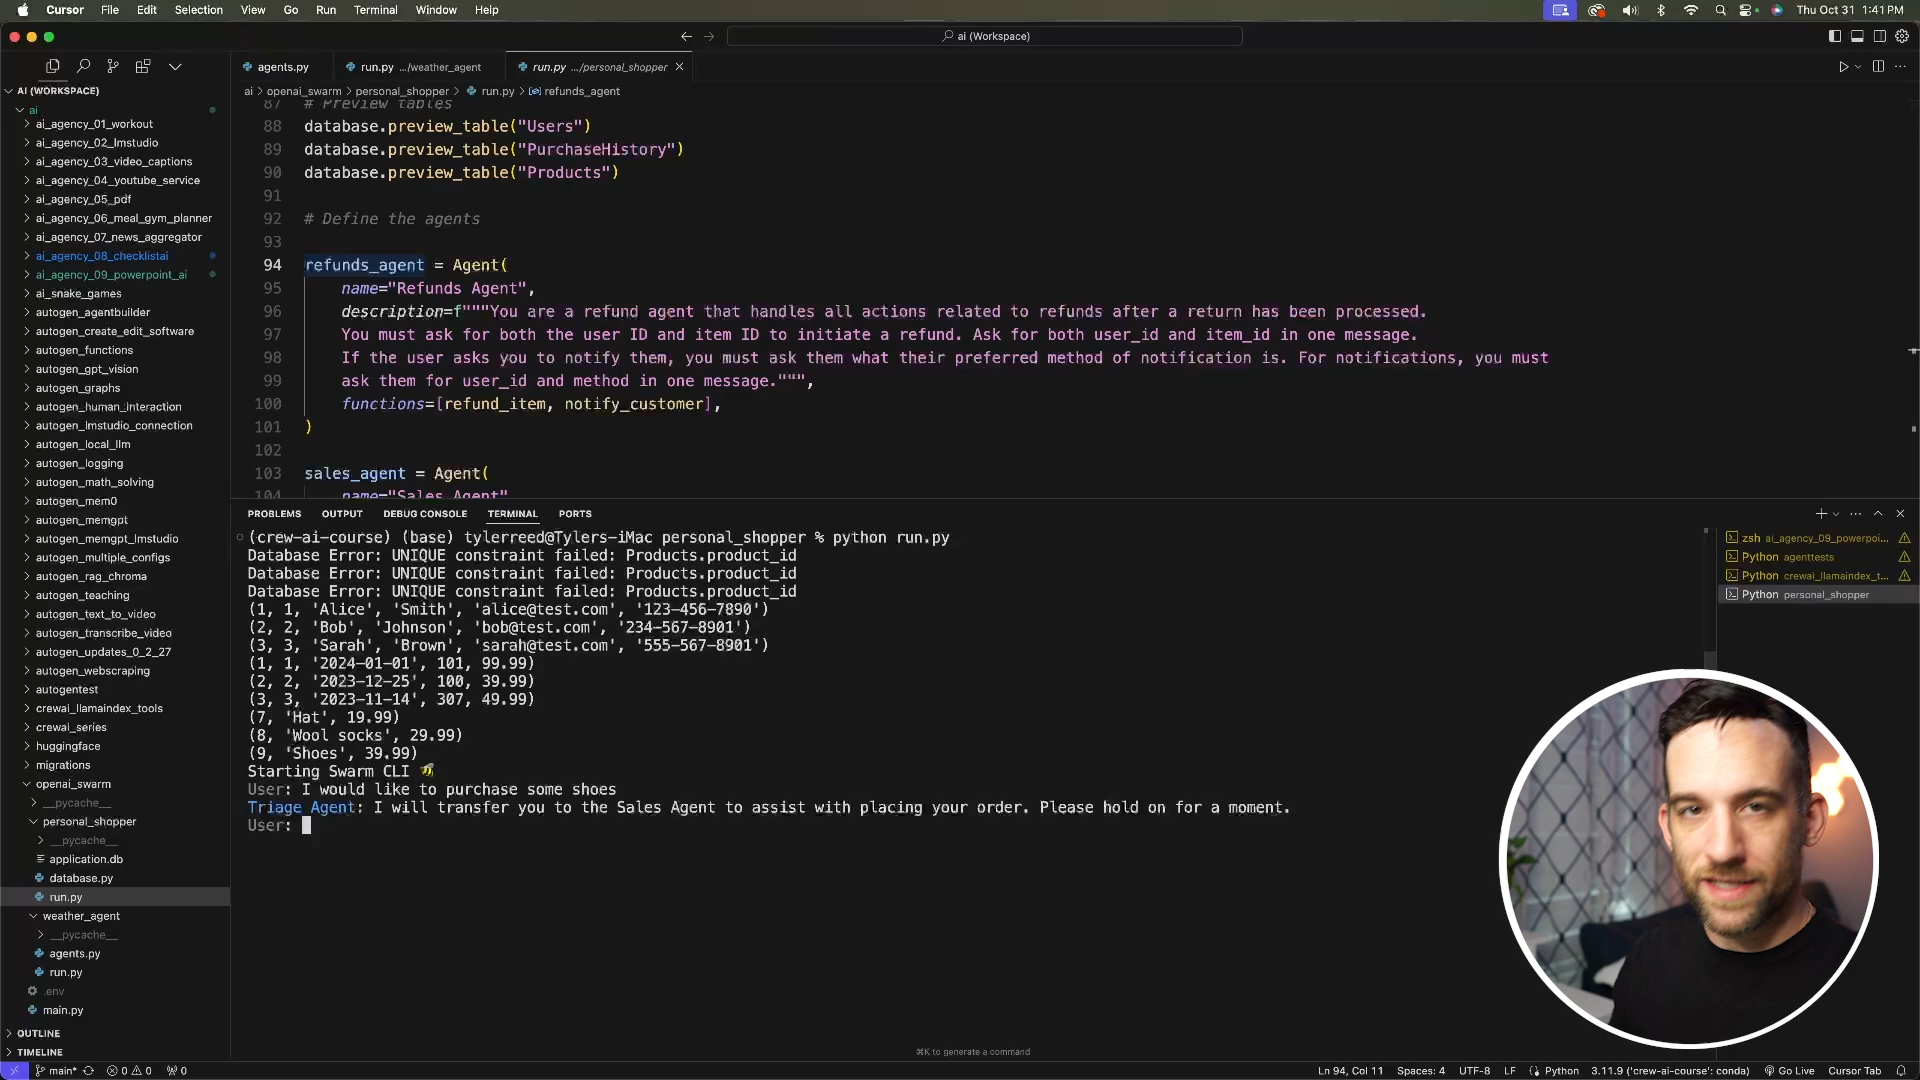 Cursor File Edit Selection View Go Run Terminal Window Help Thu Oct 31 1:41 PM
ai (Workspace)
agents.py run.py .../weather_agent run.py .../personal_shopper
AI (WORKSPACE)
ai > openai_swarm > personal_shopper > run.py > refunds_agent
ai
ai_agency_01_workout
ai_agency_02_lmstudio
ai_agency_03_video_captions
ai_agency_04_youtube_service
ai_agency_05_pdf
ai_agency_06_meal_gym_planner
ai_agency_07_news_aggregator
ai_agency_08_checklistai
ai_agency_09_powerpoint_ai
ai_snake_games
autogen_agentbuilder
autogen_create_edit_software
autogen_functions
autogen_gpt_vision
autogen_graphs
autogen_human_interaction
autogen_lmstudio_connection
autogen_local_llm
autogen_logging
autogen_math_solving
autogen_mem0
autogen_memgpt
autogen_memgpt_lmstudio
autogen_multiple_configs
autogen_rag_chroma
autogen_teaching
autogen_text_to_video
autogen_transcribe_video
autogen_updates_0_2_27
autogen_webscraping
autogentest
crewai_llamaindex_tools
crewai_series
huggingface
migrations
openai_swarm
__pycache__
personal_shopper
__pycache__
application.db
database.py
run.py
weather_agent
__pycache__
agents.py
run.py
.env
main.py
OUTLINE
TIMELINE
87 # Preview tables
88 database.preview_table("Users")
89 database.preview_table("PurchaseHistory")
90 database.preview_table("Products")
91
92 # Define the agents
93
94 refunds_agent = Agent(
95 name="Refunds Agent",
96 description=f"""You are a refund agent that handles all actions related to refunds after a return has been processed.
97 You must ask for both the user ID and item ID to initiate a refund. Ask for both user_id and item_id in one message.
98 If the user asks you to notify them, you must ask them what their preferred method of notification is. For notifications, you must
99 ask them for user_id and method in one message.""",
100 functions=[refund_item, notify_customer],
101 )
102
103 sales_agent = Agent(
104 name="Sales Agent"
PROBLEMS OUTPUT DEBUG CONSOLE TERMINAL PORTS
(crew-ai-course) (base) tylerreed@Tylers-iMac personal_shopper % python run.py
Database Error: UNIQUE constraint failed: Products.product_id
Database Error: UNIQUE constraint failed: Products.product_id
Database Error: UNIQUE constraint failed: Products.product_id
(1, 1, 'Alice', 'Smith', 'alice@test.com', '123-456-7890')
(2, 2, 'Bob', 'Johnson', 'bob@test.com', '234-567-8901')
(3, 3, 'Sarah', 'Brown', 'sarah@test.com', '555-567-8901')
(1, 1, '2024-01-01', 101, 99.99)
(2, 2, '2023-12-25', 100, 39.99)
(3, 3, '2023-11-14', 307, 49.99)
(7, 'Hat', 19.99)
(8, 'Wool socks', 29.99)
(9, 'Shoes', 39.99)
Starting Swarm CLI 🐝
User: I would like to purchase some shoes
Triage Agent: I will transfer you to the Sales Agent to assist with placing your order. Please hold on for a moment.
User:
zsh ai_agency_09_powerpoi...
Python agenttests
Python crewai_llamaindex_t...
Python personal_shopper
⌘K to generate a command
main* 0 0 0 Ln 94, Col 11 Spaces: 4 UTF-8 LF Python 3.11.9 ('crew-ai-course': conda) Go Live Cursor Tab